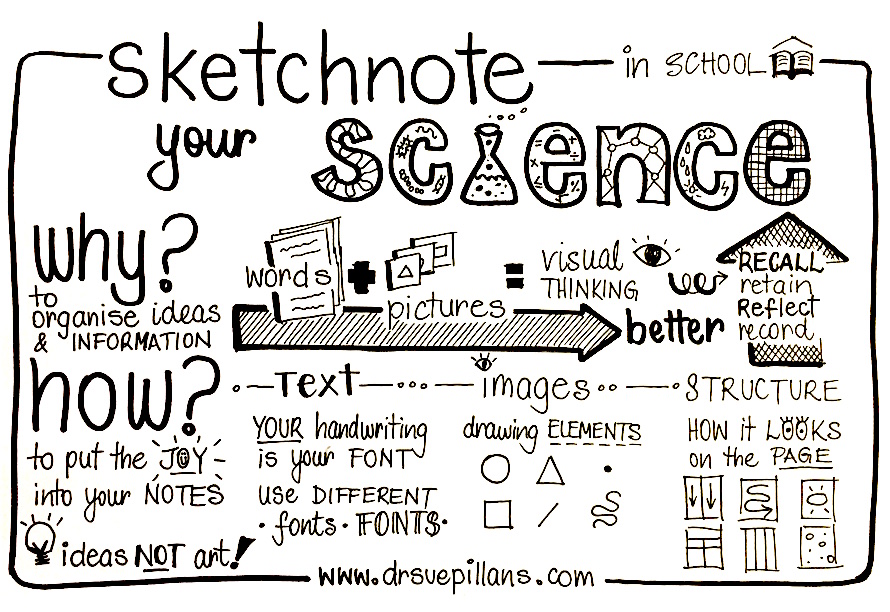 sketchnote
in SCHOOL
your science
why?
to
organise ideas
& INFORMATION
words + pictures = visual
THINKING
better
RECALL
retain
Reflect
record
how?
to put the JOY
into your NOTES
ideas NOT art!
TEXT
YOUR handwriting
is your FONT
use DIFFERENT
• fonts • FONTS •
images
drawing ELEMENTS
STRUCTURE
HOW it LOOKS
on the PAGE
www.drsuepillans.com